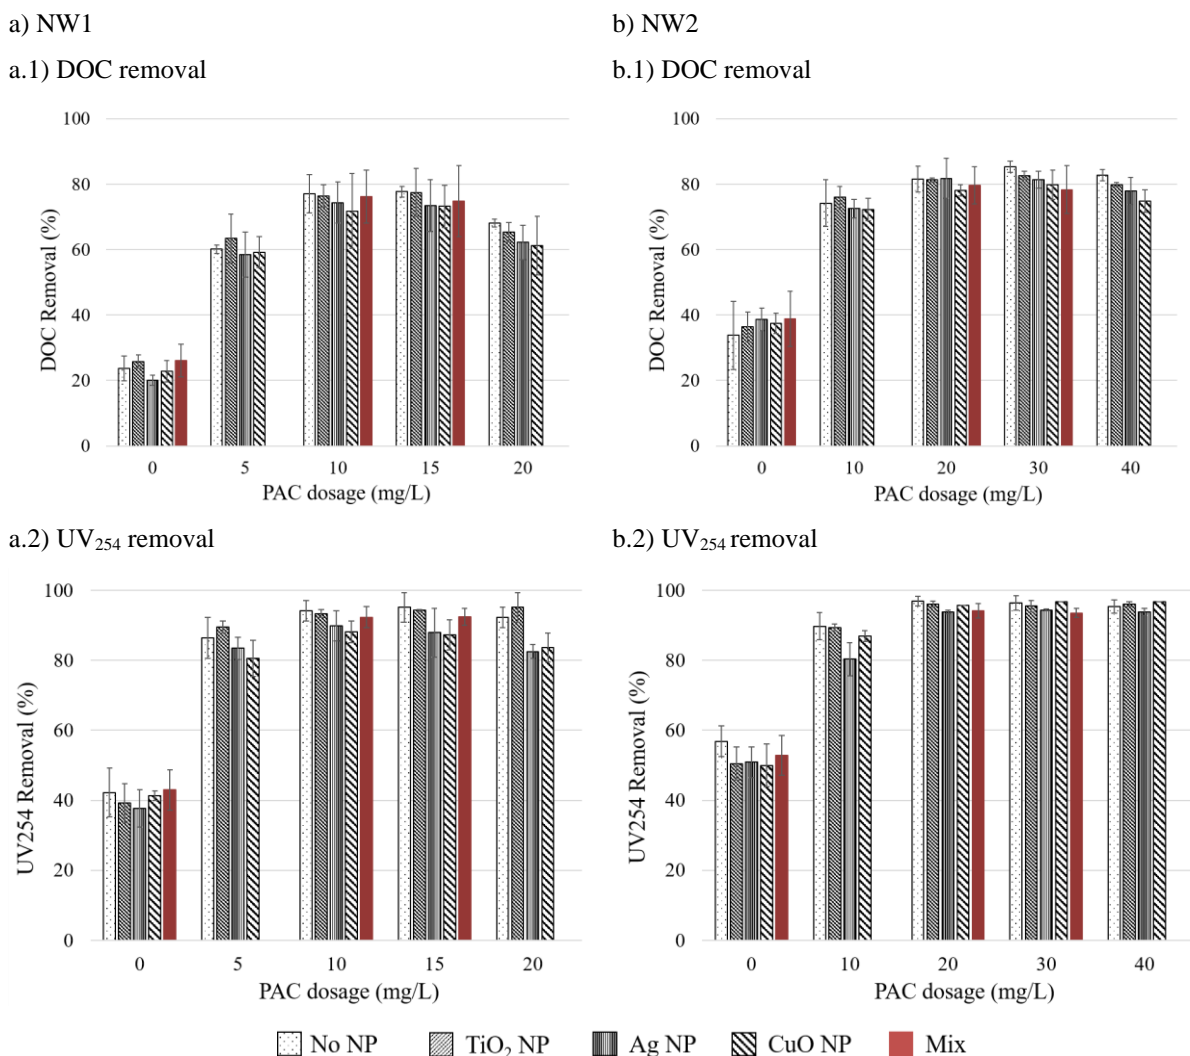 a) NW1
b) NW2
a.1) DOC removal
b.1) DOC removal
100
80
60
40
20
0
DOC Removal (%)
0 5 10 15 20
PAC dosage (mg/L)
100
80
60
40
20
0
DOC Removal (%)
0 10 20 30 40
PAC dosage (mg/L)
a.2) UV₂₅₄ removal
b.2) UV₂₅₄ removal
100
80
60
40
20
0
UV254 Removal (%)
0 5 10 15 20
PAC dosage (mg/L)
100
80
60
40
20
0
UV254 Removal (%)
0 10 20 30 40
PAC dosage (mg/L)
No NP TiO₂ NP Ag NP CuO NP Mix